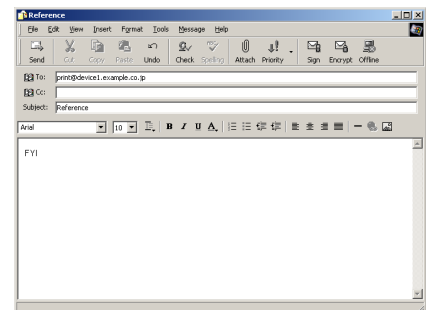 Reference
File Edit View Insert Format Tools Message Help
Send Cut Copy Paste Undo Check Spelling Attach Priority Sign Encrypt Offline
To: print@device1.example.co.jp
Cc:
Subject: Reference
Arial 10 B I U A
FYI